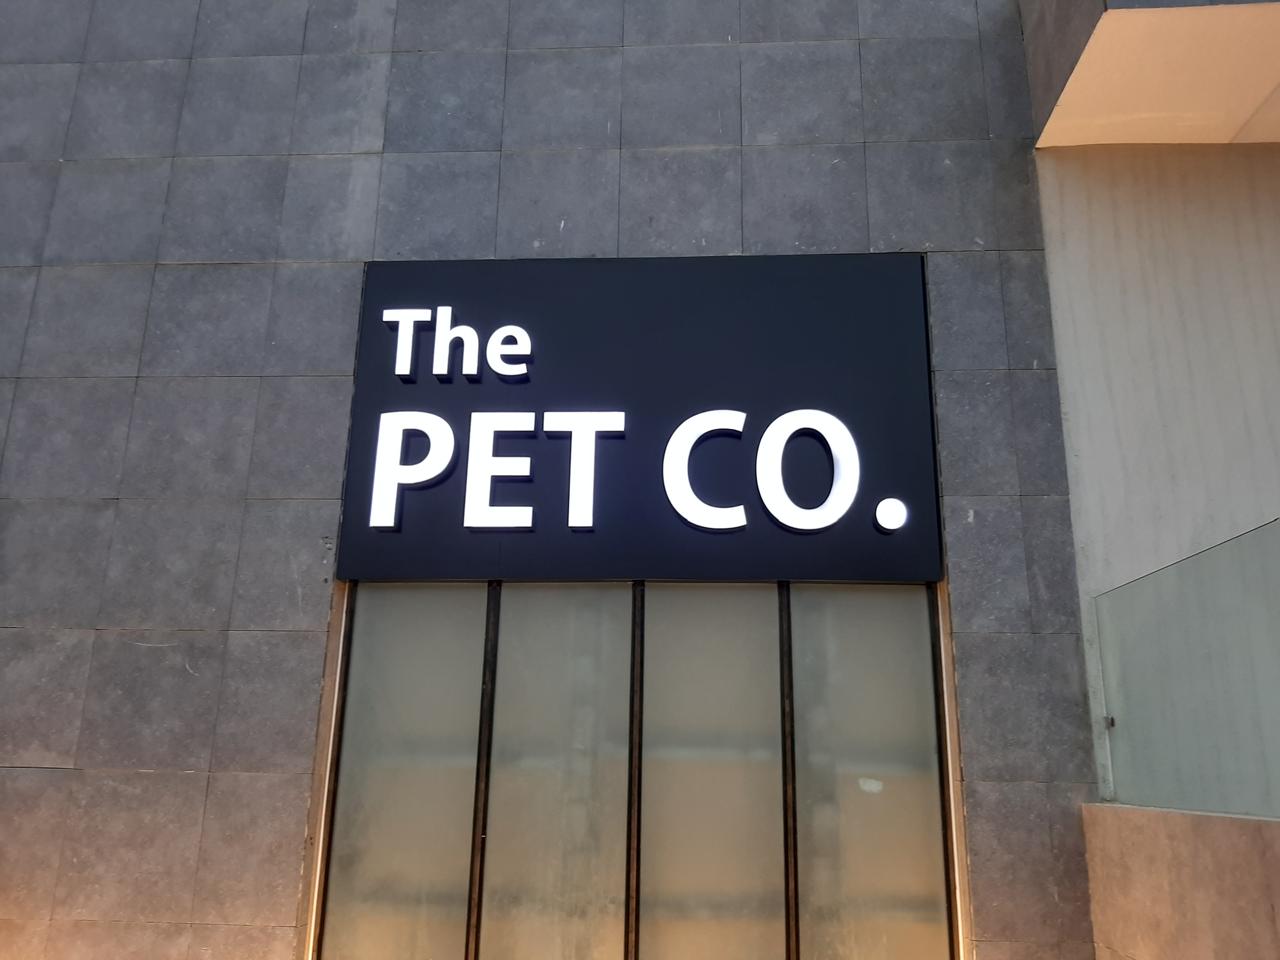 The
PET CO.